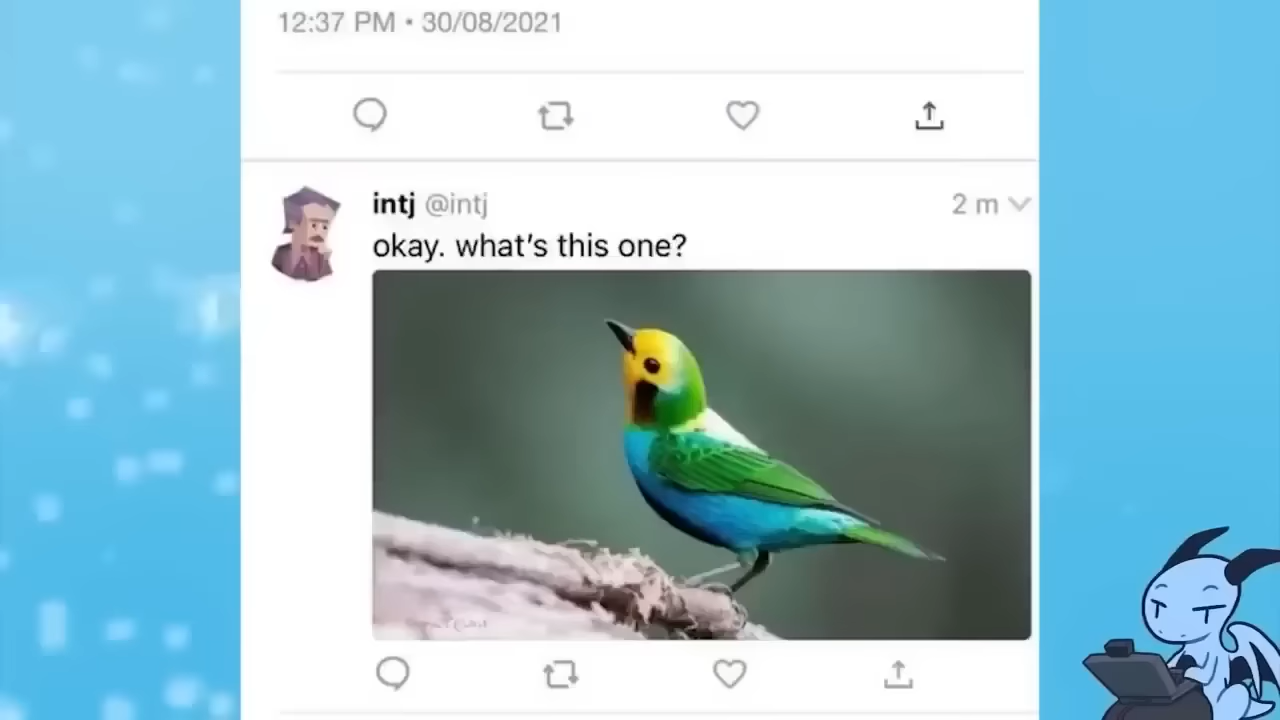 12:37 PM • 30/08/2021
intj @intj 2 m
okay. what's this one?